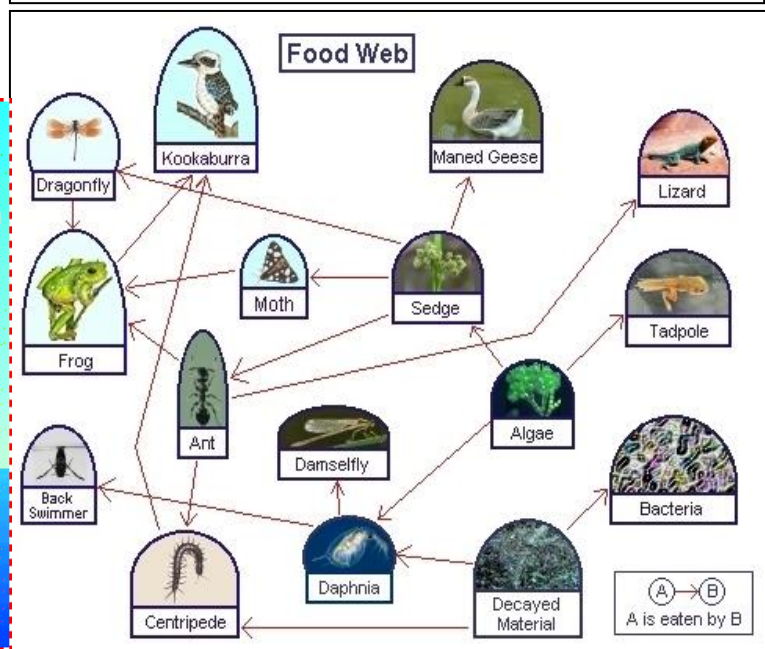 Food Web
Kookaburra
Maned Geese
Dragonfly
Lizard
Moth
Sedge
Tadpole
Frog
Ant
Algae
Damselfly
Back
Swimmer
Bacteria
Daphnia
Centripede
Decayed
Material
A → B
A is eaten by B